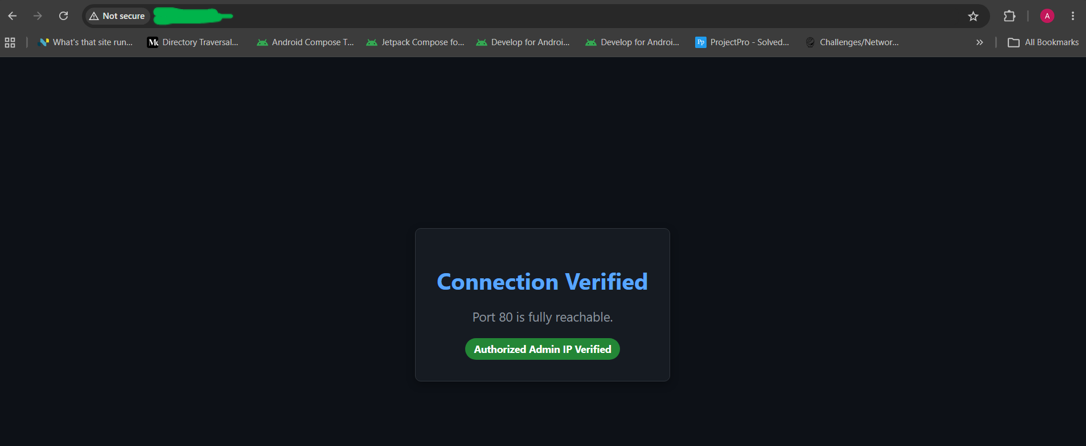 Not secure
A
What's that site run...
Directory Traversal...
Android Compose T...
Jetpack Compose fo...
Develop for Androi...
Develop for Androi...
ProjectPro - Solved...
Challenges/Networ...
»
All Bookmarks
Connection Verified
Port 80 is fully reachable.
Authorized Admin IP Verified